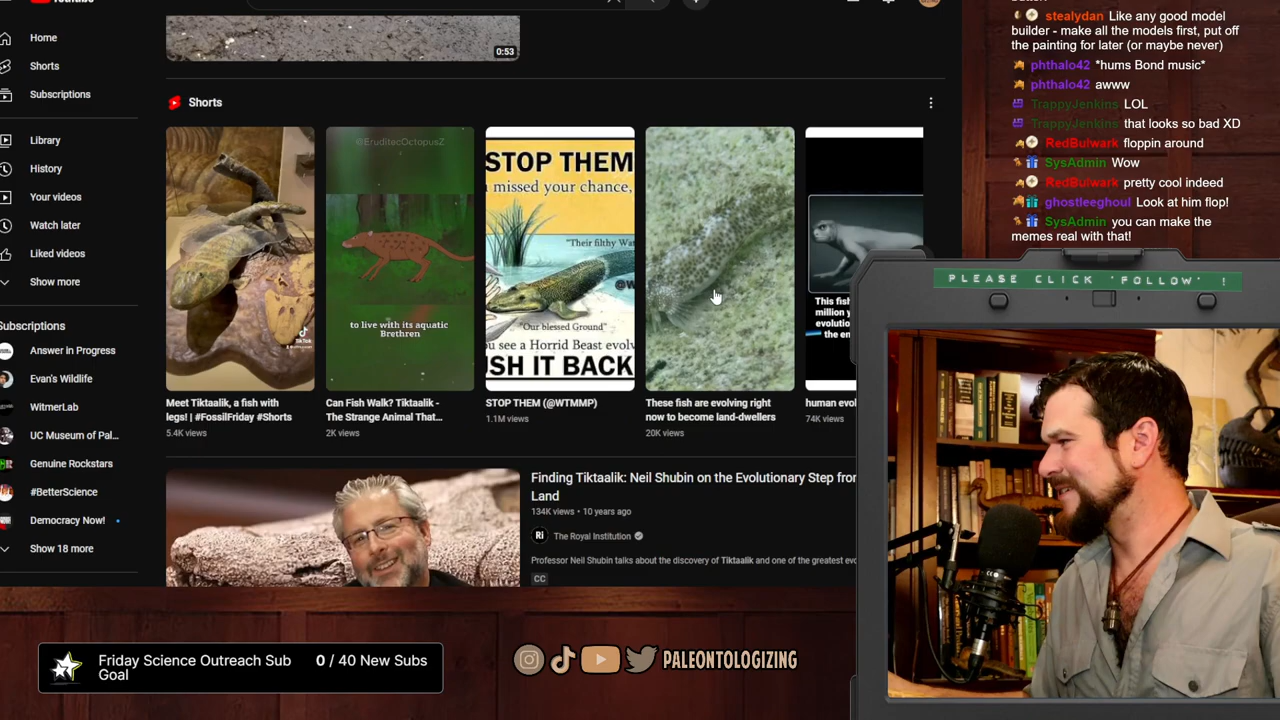 Home
Shorts
Subscriptions
Library
History
Your videos
Watch later
Liked videos
Show more
Subscriptions
Answer in Progress
Evan's Wildlife
WitmerLab
UC Museum of Pal...
Genuine Rockstars
#BetterScience
Democracy Now!
Show 18 more
0:53
Shorts
TikTok
Meet Tiktaalik, a fish with
legs! | #FossilFriday #Shorts
5.4K views
@EruditecOctopusZ
to live with its aquatic
Brethren
Can Fish Walk? Tiktaalik -
The Strange Animal That...
2K views
STOP THEM
missed your chance,
"Their filthy Wat
"Our blessed Ground"
u see a Horrid Beast evolv
SH IT BACK
STOP THEM (@WTMMP)
1.1M views
These fish are evolving right
now to become land-dwellers
20K views
This fish
million y
evolutio
human evol
74K views
Finding Tiktaalik: Neil Shubin on the Evolutionary Step from
Land
134K views • 10 years ago
Ri The Royal Institution
Professor Neil Shubin talks about the discovery of Tiktaalik and one of the greatest evo
CC
stealydan Like any good model
builder - make all the models first, put off
the painting for later (or maybe never)
phthalo42 *hums Bond music*
phthalo42 awww
TrappyJenkins LOL
TrappyJenkins that looks so bad XD
RedBulwark floppin around
SysAdmin Wow
RedBulwark pretty cool indeed
ghostleeghoul Look at him flop!
SysAdmin you can make the
memes real with that!
PLEASE CLICK 'FOLLOW' !
Friday Science Outreach Sub
Goal
0 / 40 New Subs
PALEONTOLOGIZING